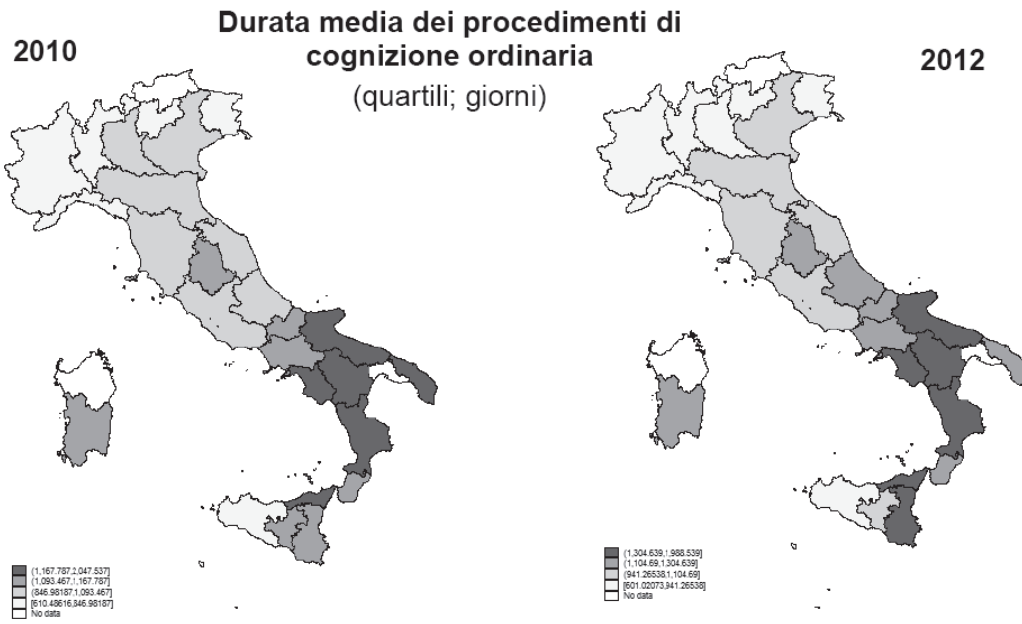 Durata media dei procedimenti di
cognizione ordinaria
(quartili; giorni)
2010
2012
(1,167.787,2,047.537]
(1,093.467,1,167.787]
(846.98187,1,093.467]
[610.48616,846.98187]
No data
(1,304.639,1,988.539]
(1,104.69,1,304.639]
(941.26538,1,104.69]
[601.02073,941.26538]
No data